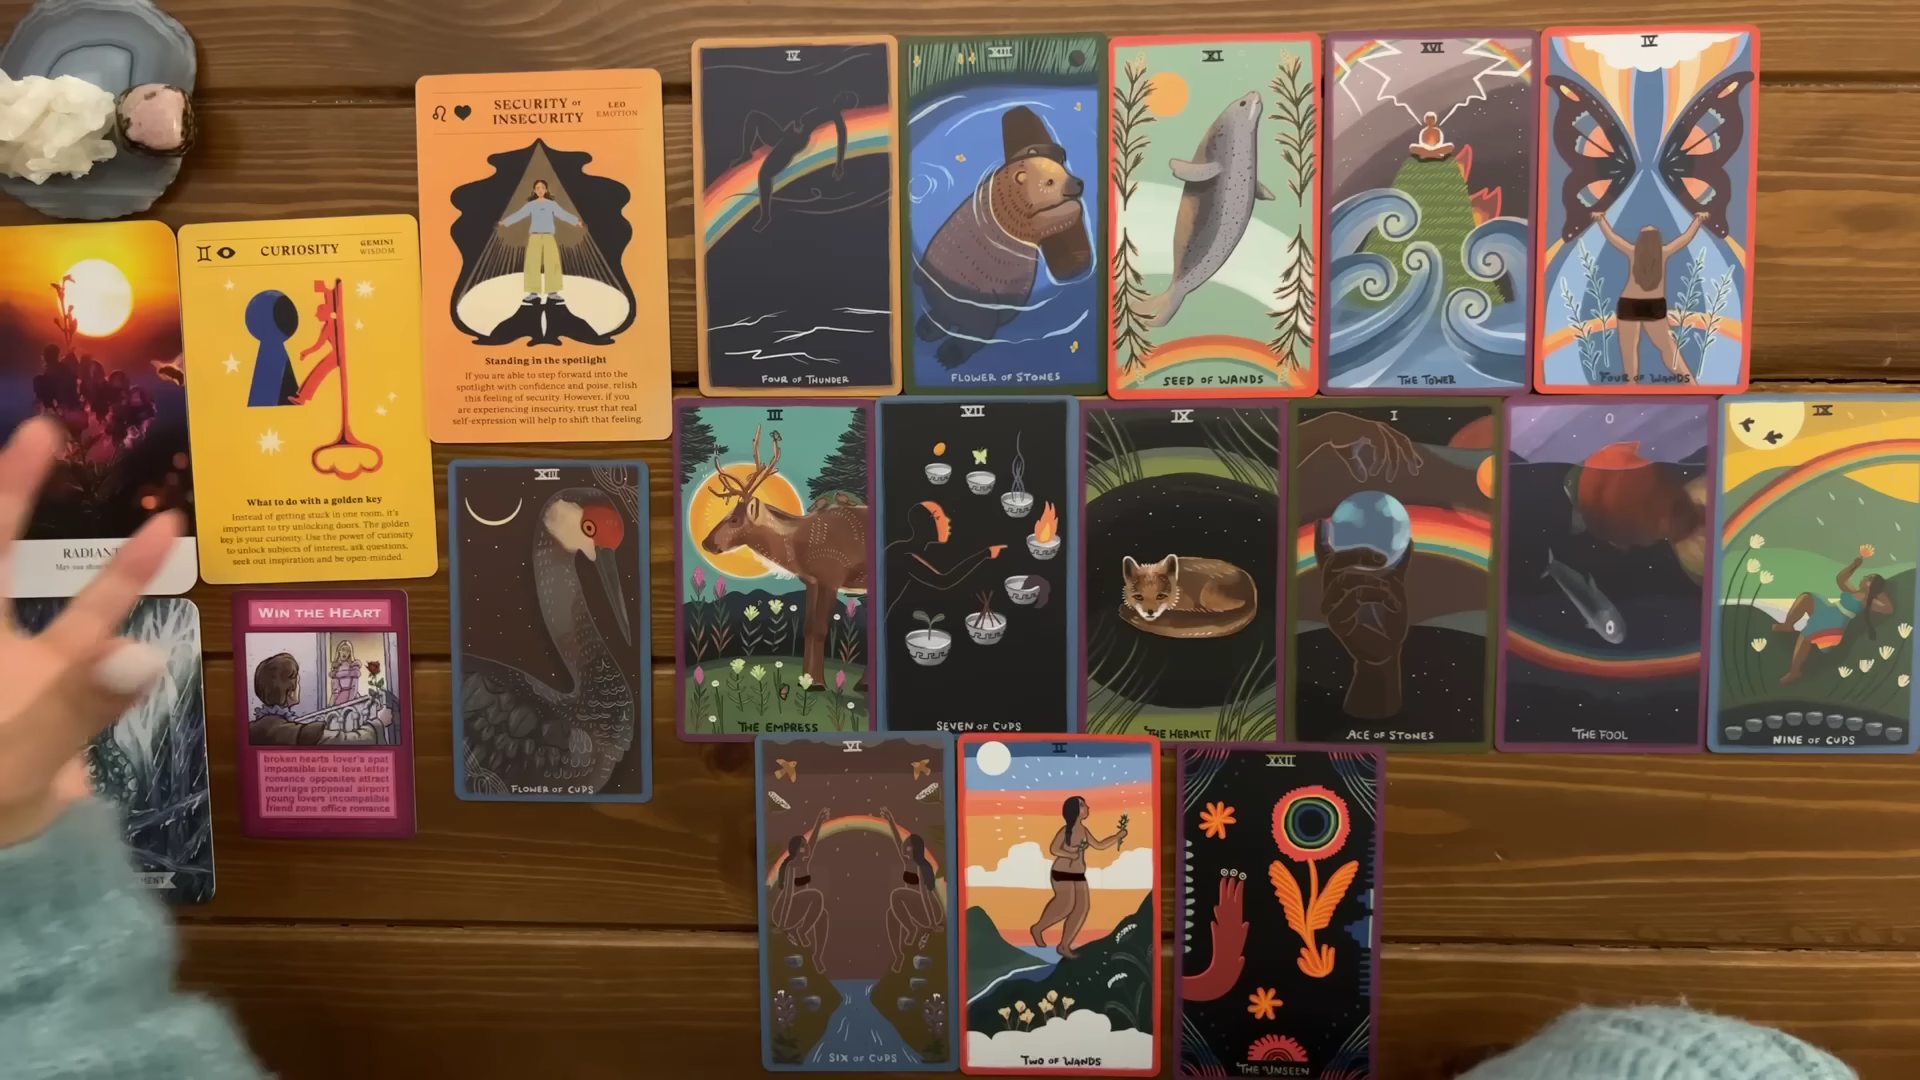 SECURITY or
INSECURITY
LEO
EMOTION
Standing in the spotlight
If you are able to step forward into the
spotlight with confidence and poise, relish
this feeling of security. However, if you
are experiencing insecurity, trust that real
self-expression will help to shift that feeling.
IV
FOUR OF THUNDER
XIII
FLOWER OF STONES
XI
SEED OF WANDS
XVI
THE TOWER
IV
FOUR OF WANDS
CURIOSITY
GEMINI
WISDOM
What to do with a golden key
Instead of getting stuck in one room, it's
important to try unlocking doors. The golden
key is your curiosity. Use the power of curiosity
to unlock subjects of interest, ask questions,
seek out inspiration and be open-minded.
RADIANT
May you
WIN THE HEART
broken hearts lover's spat
impossible love love letter
romance opposites attract
marriage proposal airport
young lovers incompatible
friend zone office romance
XIII
FLOWER OF CUPS
III
THE EMPRESS
VII
SEVEN OF CUPS
IX
THE HERMIT
I
ACE OF STONES
0
THE FOOL
IX
NINE OF CUPS
VI
SIX OF CUPS
II
TWO OF WANDS
XXII
THE UNSEEN